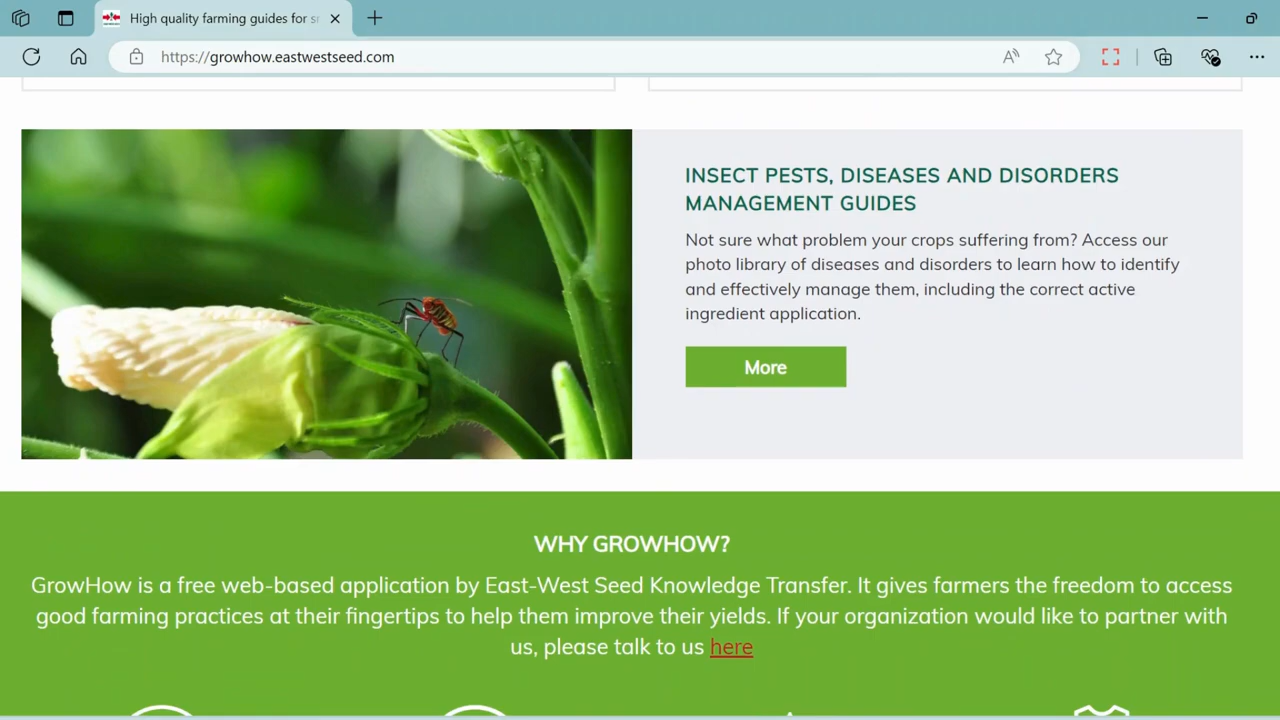 High quality farming guides for s
https://growhow.eastwestseed.com
INSECT PESTS, DISEASES AND DISORDERS
MANAGEMENT GUIDES
Not sure what problem your crops suffering from? Access our
photo library of diseases and disorders to learn how to identify
and effectively manage them, including the correct active
ingredient application.
More
WHY GROWHOW?
GrowHow is a free web-based application by East-West Seed Knowledge Transfer. It gives farmers the freedom to access
good farming practices at their fingertips to help them improve their yields. If your organization would like to partner with
us, please talk to us here